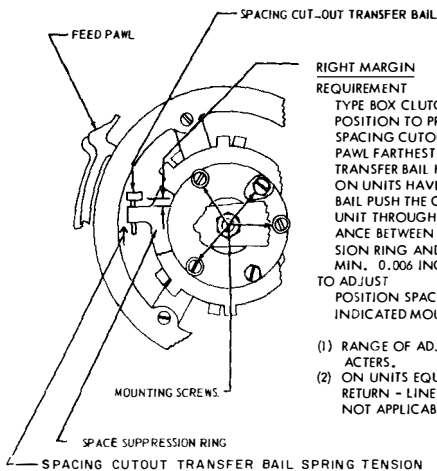 SPACING CUT-OUT TRANSFER BAIL
FEED PAWL
RIGHT MARGIN
REQUIREMENT
TYPE BOX CLUTC
POSITION TO PR
SPACING CUTO
PAWL FARTHEST
TRANSFER BAIL H
ON UNITS HAVI
BAIL PUSH THE C
UNIT THROUGH
ANCE BETWEEN
SION RING AND
MIN. 0.006 INC
TO ADJUST
POSITION SPAC
INDICATED MOU
(1) RANGE OF ADJ
ACTERS.
(2) ON UNITS EQU
RETURN - LINE
NOT APPLICAB
MOUNTING SCREWS.
SPACE SUPPRESSION RING
SPACING CUTOUT TRANSFER BAIL SPRING TENSION